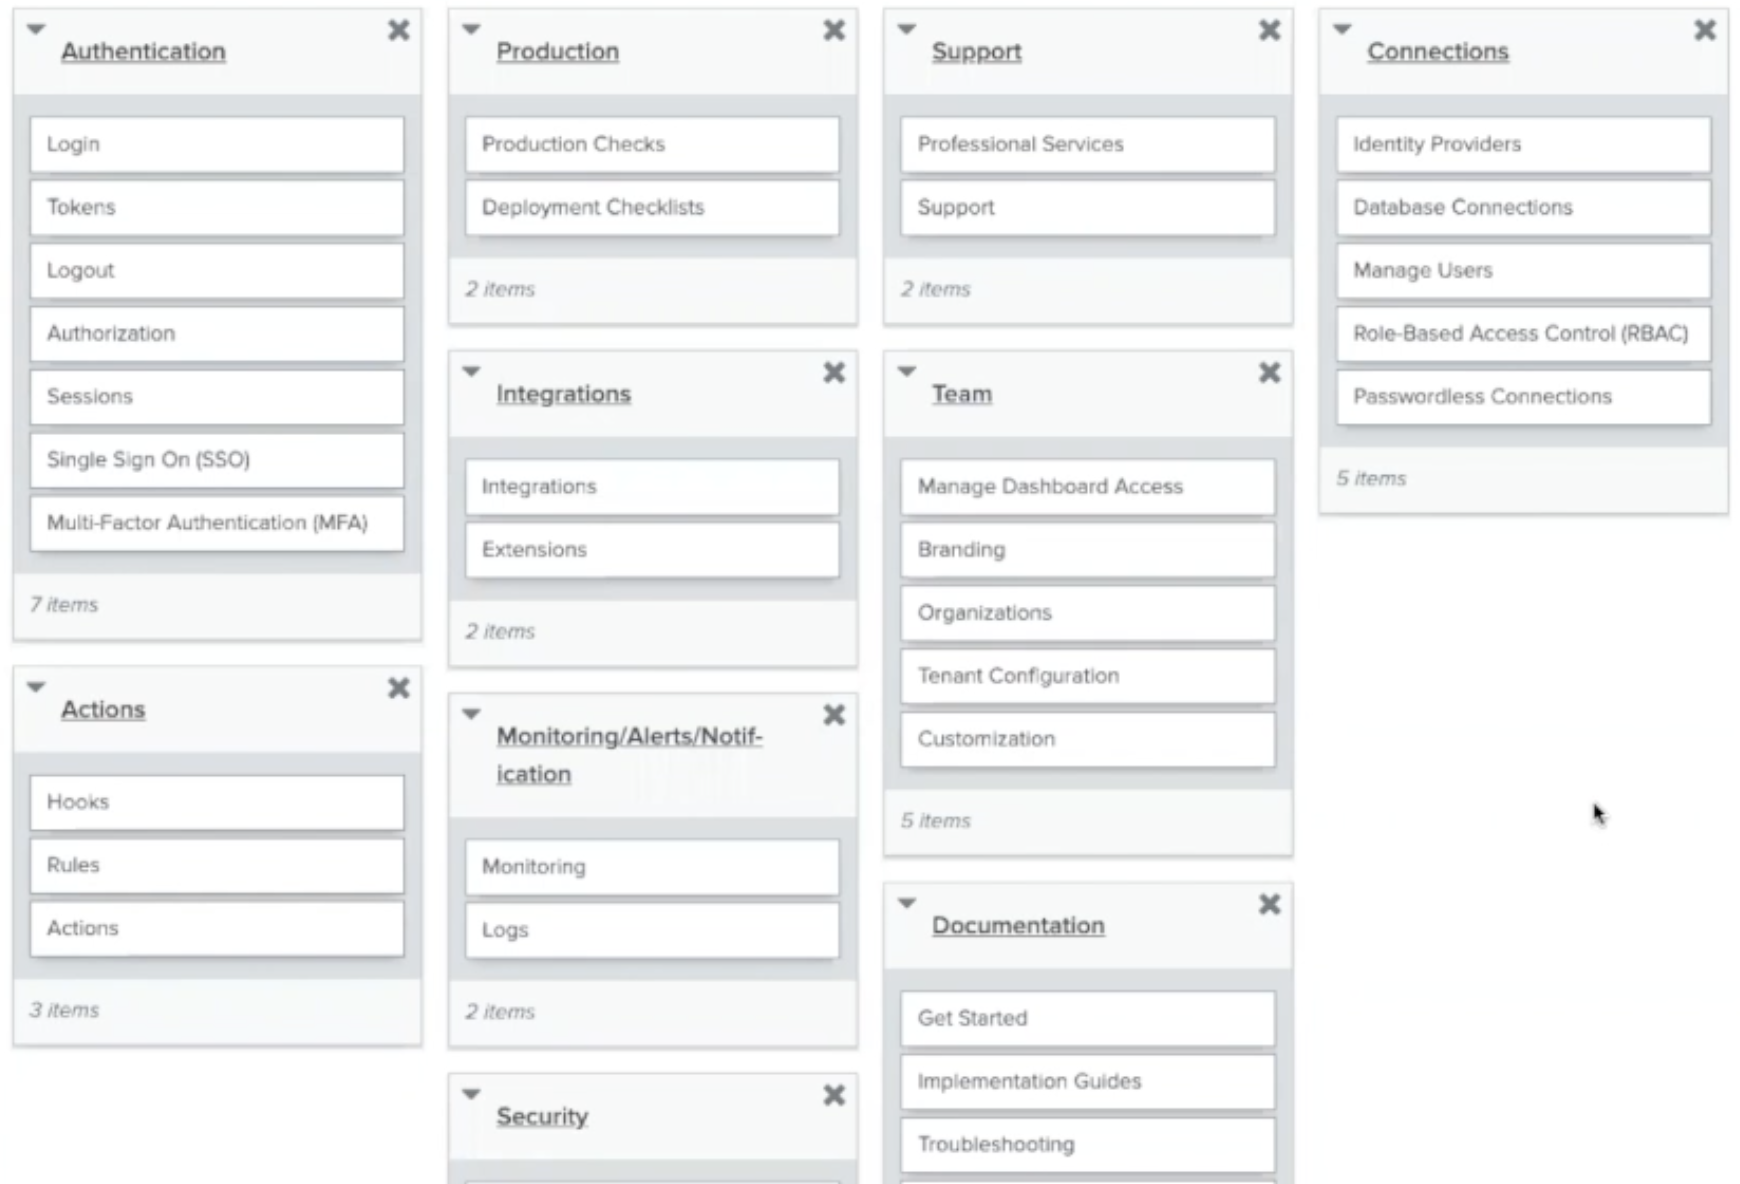 Authentication
Login
Tokens
Logout
Authorization
Sessions
Single Sign On (SSO)
Multi-Factor Authentication (MFA)
7 items
Actions
Hooks
Rules
Actions
3 items
Production
Production Checks
Deployment Checklists
2 items
Integrations
Integrations
Extensions
2 items
Monitoring/Alerts/Notif-
ication
Monitoring
Logs
2 items
Security
Support
Professional Services
Support
2 items
Team
Manage Dashboard Access
Branding
Organizations
Tenant Configuration
Customization
5 items
Documentation
Get Started
Implementation Guides
Troubleshooting
Connections
Identity Providers
Database Connections
Manage Users
Role-Based Access Control (RBAC)
Passwordless Connections
5 items